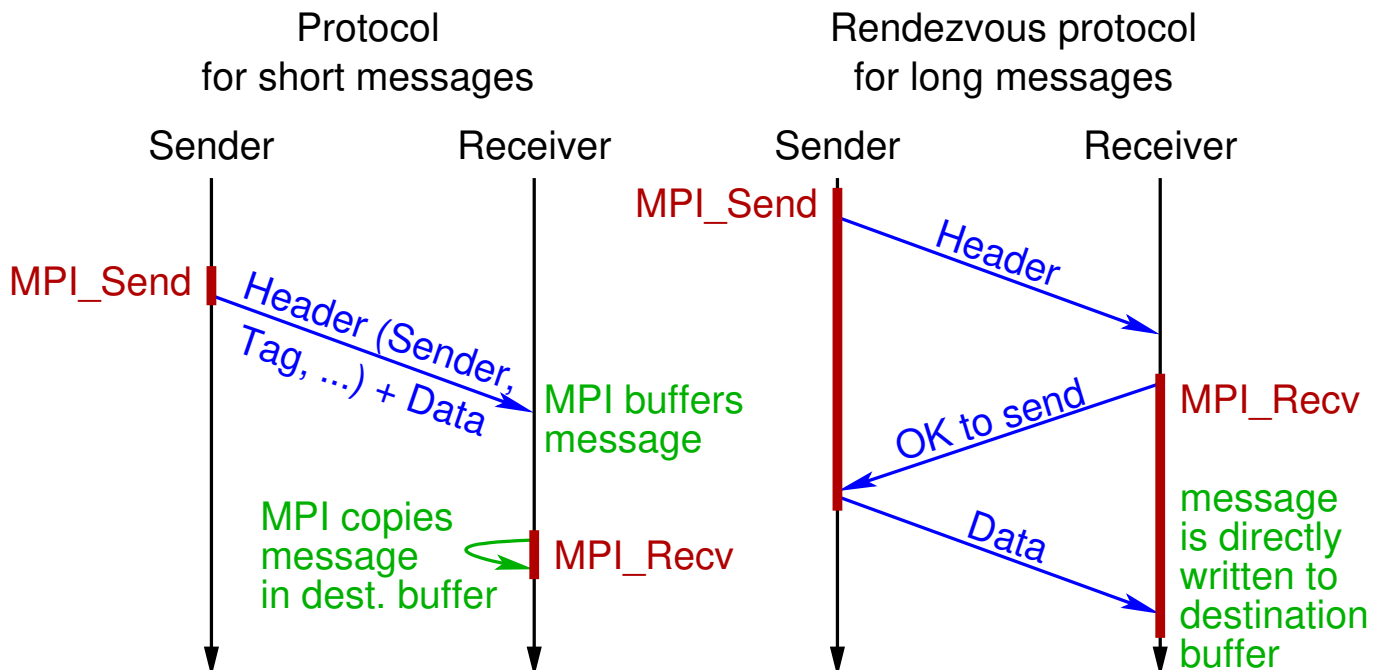 Protocol
for short messages
Sender
Receiver
MPI_Send
Header (Sender,
Tag, ...) + Data
MPI buffers
message
MPI copies
message
in dest. buffer
MPI_Recv
Rendezvous protocol
for long messages
Sender
Receiver
MPI_Send
Header
MPI_Recv
OK to send
Data
message
is directly
written to
destination
buffer